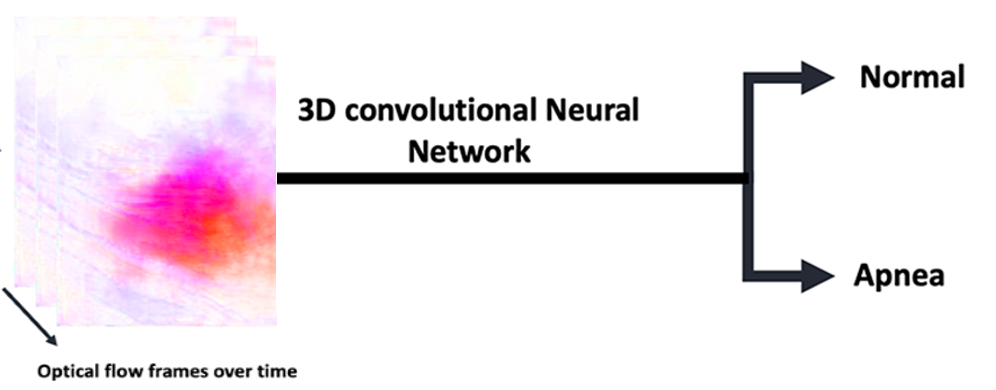 3D convolutional Neural
Network
Normal
Apnea
Optical flow frames over time